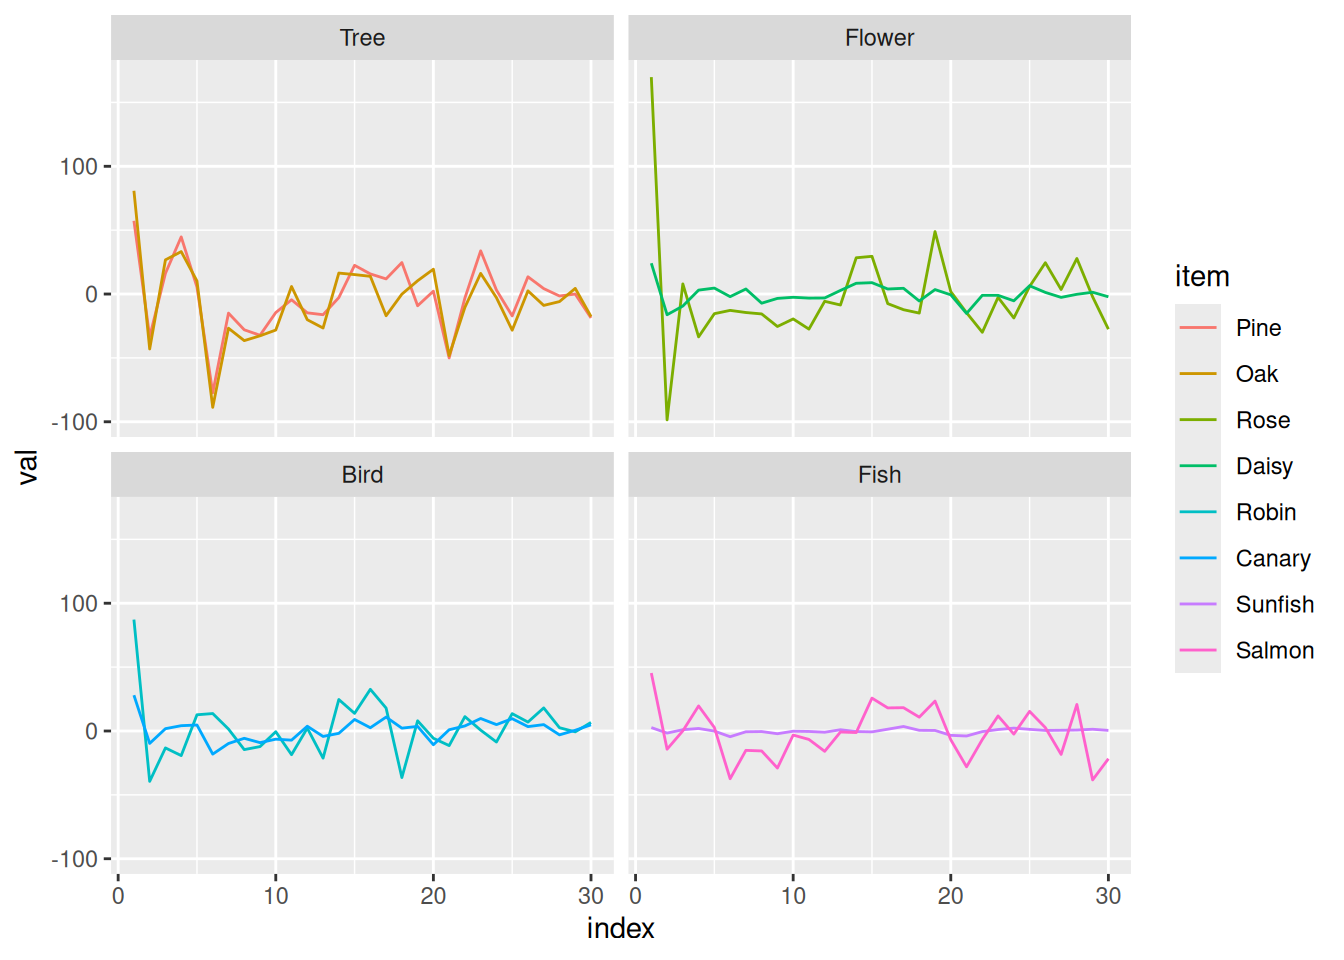 Tree
Flower
100
0
-100
Bird
Fish
100
0
-100
0
10
20
30
0
10
20
30
index
val
item
Pine
Oak
Rose
Daisy
Robin
Canary
Sunfish
Salmon